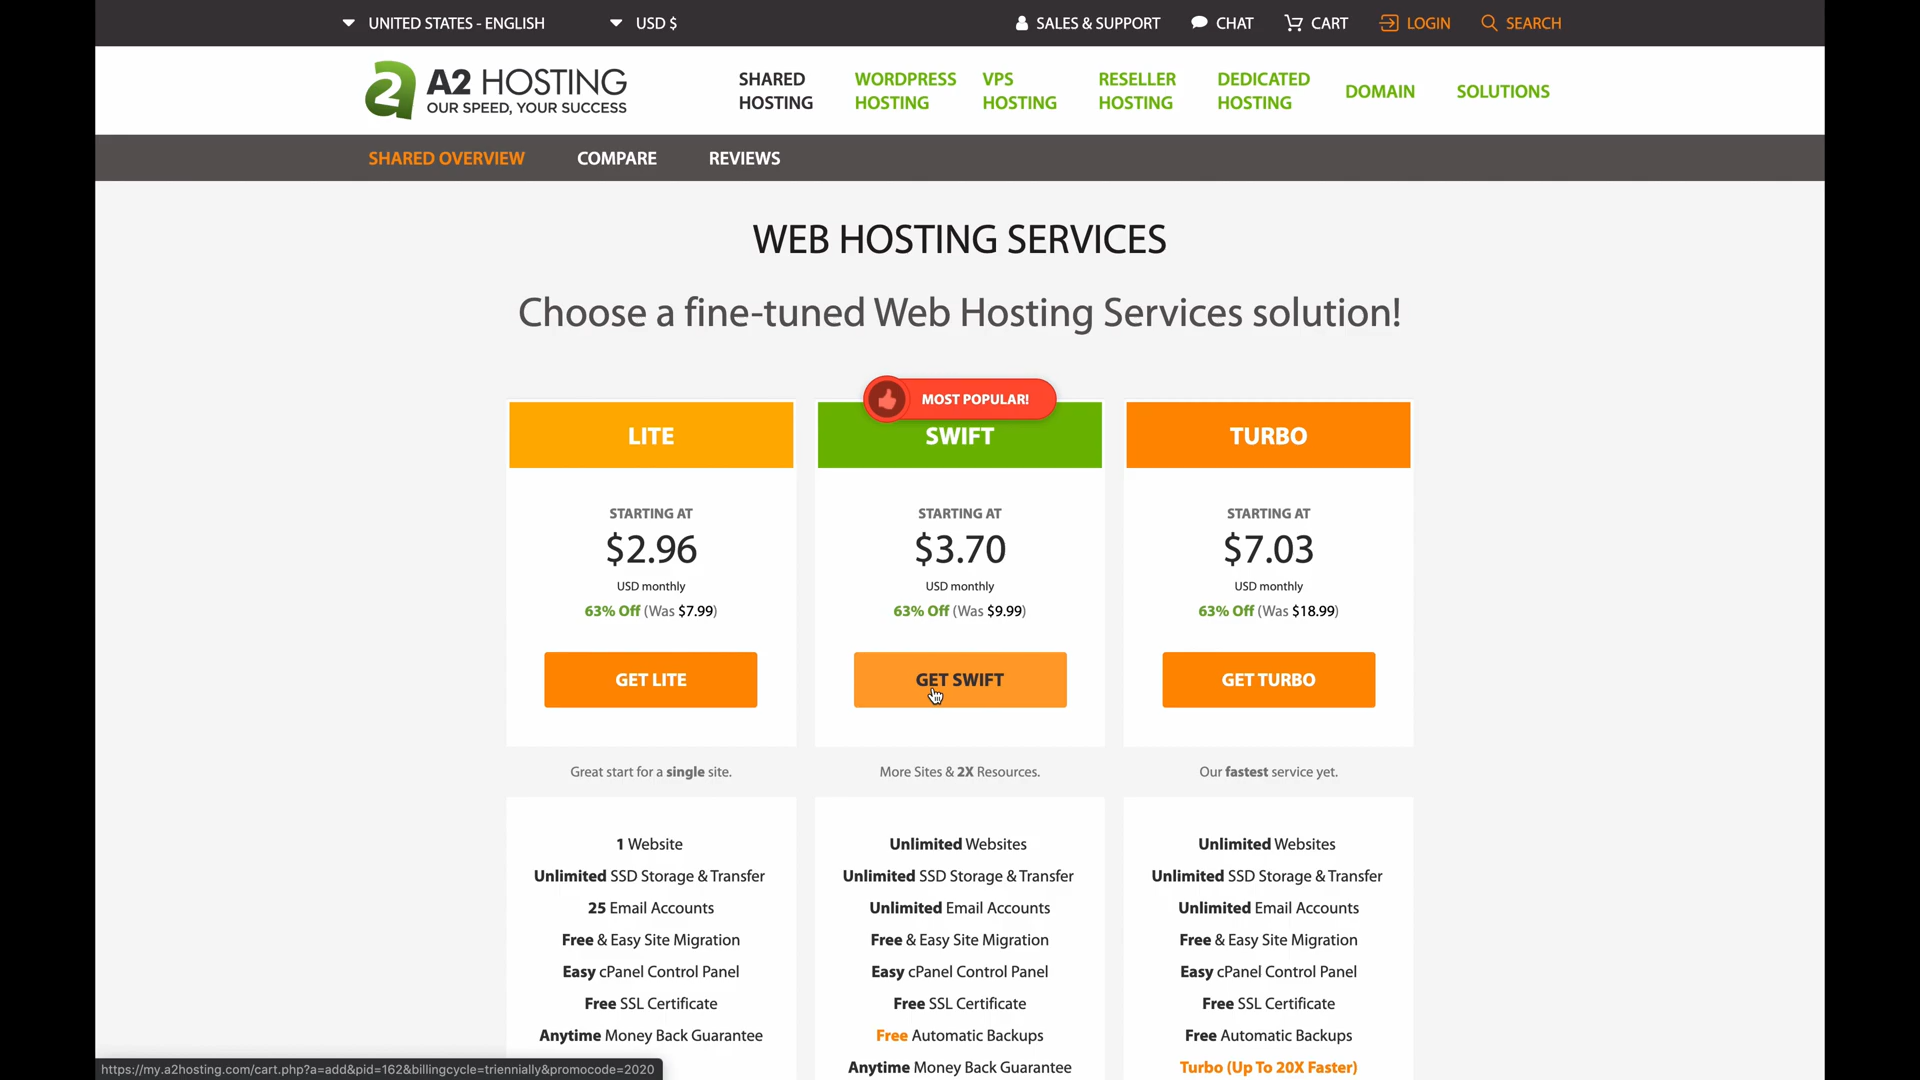 UNITED STATES - ENGLISH
USD $
SALES & SUPPORT
CHAT
CART
LOGIN
SEARCH
A2 HOSTING
OUR SPEED, YOUR SUCCESS
SHARED HOSTING
WORDPRESS HOSTING
VPS HOSTING
RESELLER HOSTING
DEDICATED HOSTING
DOMAIN
SOLUTIONS
SHARED OVERVIEW
COMPARE
REVIEWS
WEB HOSTING SERVICES
Choose a fine-tuned Web Hosting Services solution!
LITE
STARTING AT
$2.96
USD monthly
63% Off (Was $7.99)
GET LITE
Great start for a single site.
1 Website
Unlimited SSD Storage & Transfer
25 Email Accounts
Free & Easy Site Migration
Easy cPanel Control Panel
Free SSL Certificate
Anytime Money Back Guarantee
MOST POPULAR!
SWIFT
STARTING AT
$3.70
USD monthly
63% Off (Was $9.99)
GET SWIFT
More Sites & 2X Resources.
Unlimited Websites
Unlimited SSD Storage & Transfer
Unlimited Email Accounts
Free & Easy Site Migration
Easy cPanel Control Panel
Free SSL Certificate
Free Automatic Backups
Anytime Money Back Guarantee
TURBO
STARTING AT
$7.03
USD monthly
63% Off (Was $18.99)
GET TURBO
Our fastest service yet.
Unlimited Websites
Unlimited SSD Storage & Transfer
Unlimited Email Accounts
Free & Easy Site Migration
Easy cPanel Control Panel
Free SSL Certificate
Free Automatic Backups
Turbo (Up To 20X Faster)
https://my.a2hosting.com/cart.php?a=add&pid=162&billingcycle=triennially&promocode=2020